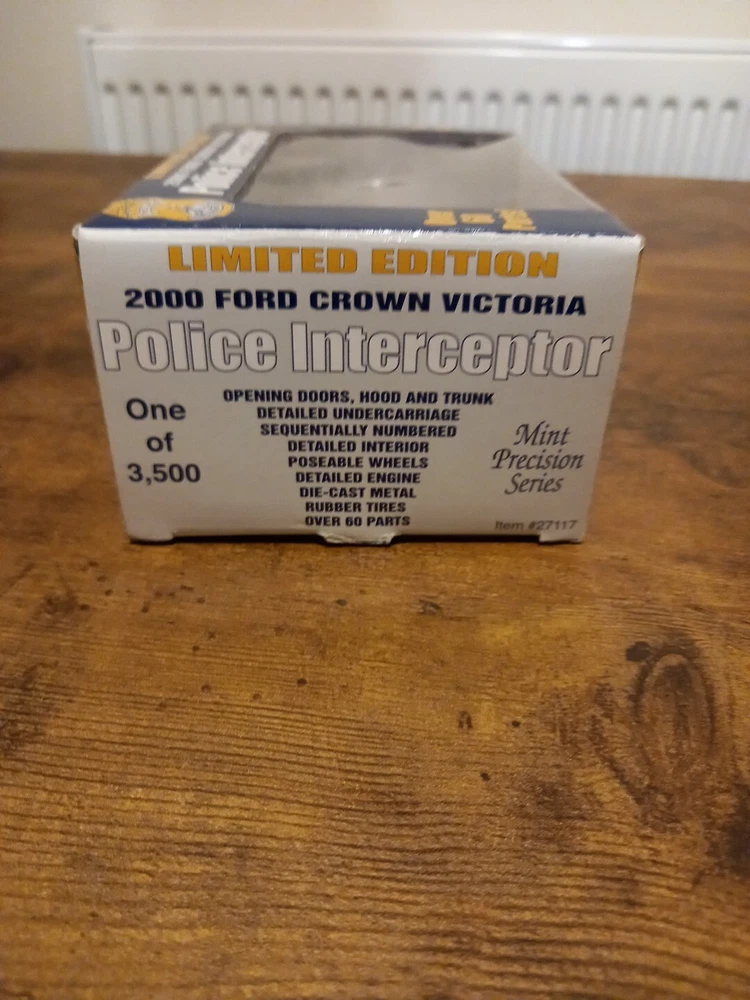 LIMITED EDITION
2000 FORD CROWN VICTORIA
Police Interceptor
One
of
3,500
OPENING DOORS, HOOD AND TRUNK
DETAILED UNDERCARRIAGE
SEQUENTIALLY NUMBERED
DETAILED INTERIOR
POSEABLE WHEELS
DETAILED ENGINE
DIE-CAST METAL
RUBBER TIRES
OVER 60 PARTS
Mint
Precision
Series
Item #27117